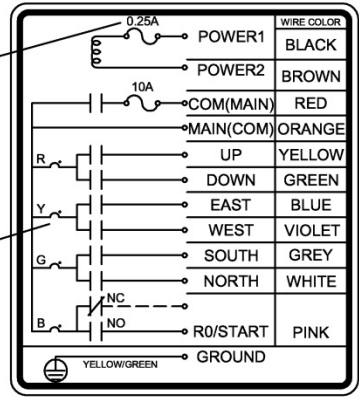 0.25A
WIRE COLOR
POWER1 BLACK
POWER2 BROWN
10A
COM(MAIN) RED
MAIN(COM) ORANGE
R UP YELLOW
DOWN GREEN
Y EAST BLUE
WEST VIOLET
G SOUTH GREY
NORTH WHITE
NC
B NO R0/START PINK
YELLOW/GREEN GROUND